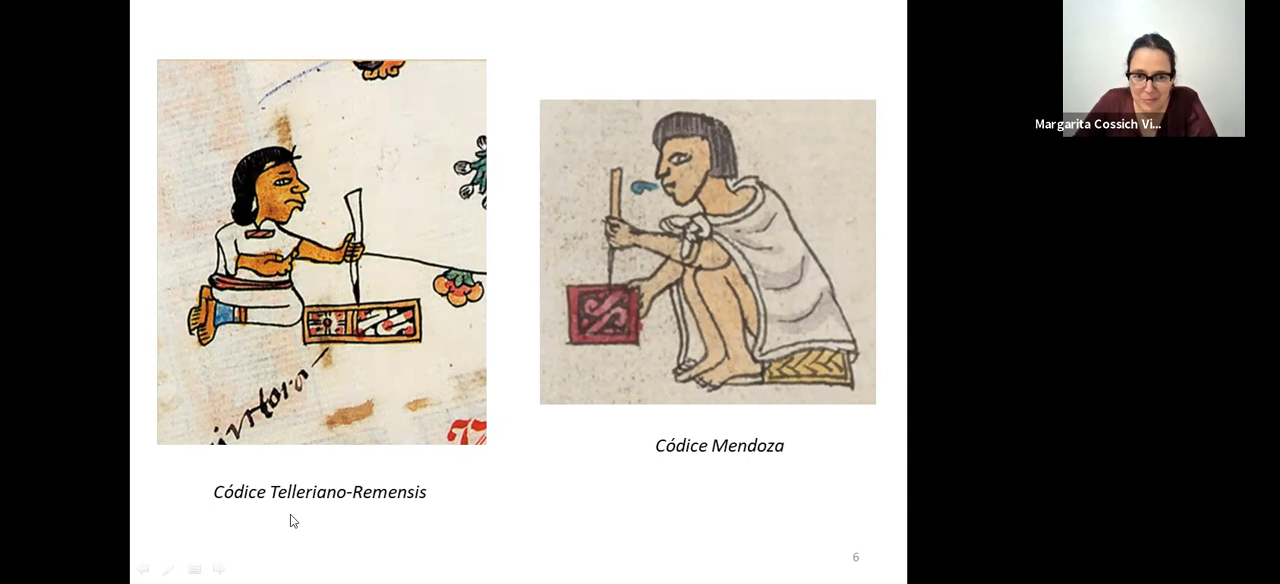 Margarita Cossich Vi...
Códice Mendoza
Códice Telleriano-Remensis
6